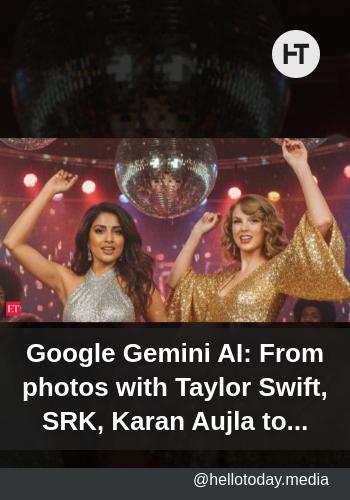 HT
ET
Google Gemini AI: From
photos with Taylor Swift,
SRK, Karan Aujla to...
@hellotoday.media